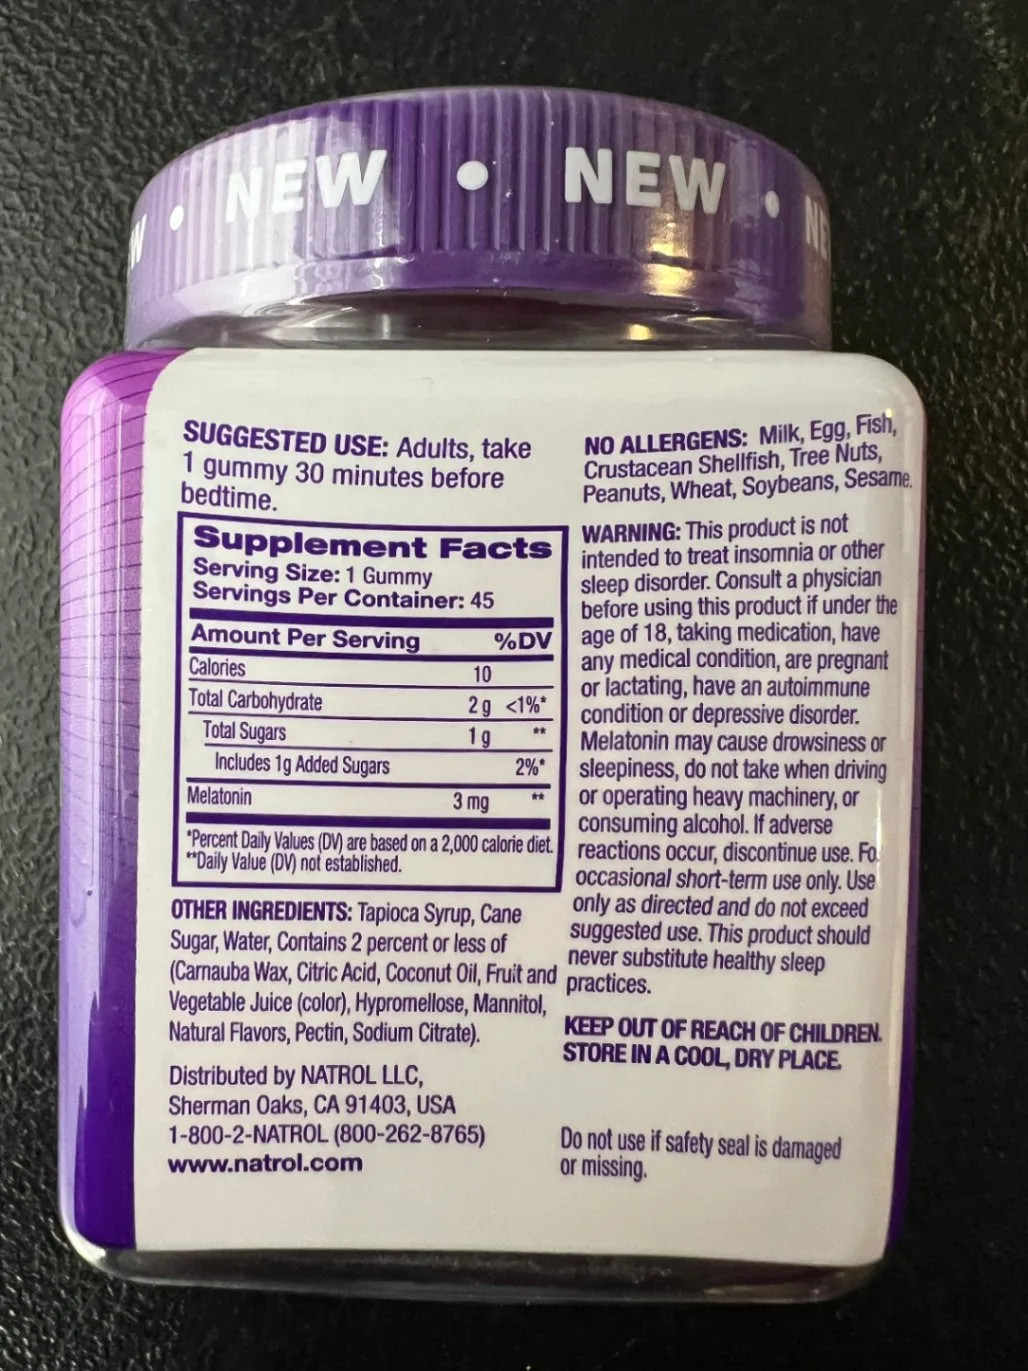 NEW • NEW •
SUGGESTED USE: Adults, take
1 gummy 30 minutes before
bedtime.
Supplement Facts
Serving Size: 1 Gummy
Servings Per Container: 45
Amount Per Serving %DV
Calories 10
Total Carbohydrate 2 g <1%*
Total Sugars 1 g **
Includes 1g Added Sugars 2%*
Melatonin 3 mg **
*Percent Daily Values (DV) are based on a 2,000 calorie diet.
**Daily Value (DV) not established.
OTHER INGREDIENTS: Tapioca Syrup, Cane
Sugar, Water, Contains 2 percent or less of
(Carnauba Wax, Citric Acid, Coconut Oil, Fruit and
Vegetable Juice (color), Hypromellose, Mannitol,
Natural Flavors, Pectin, Sodium Citrate).
Distributed by NATROL LLC,
Sherman Oaks, CA 91403, USA
1-800-2-NATROL (800-262-8765)
www.natrol.com
NO ALLERGENS: Milk, Egg, Fish,
Crustacean Shellfish, Tree Nuts,
Peanuts, Wheat, Soybeans, Sesame.
WARNING: This product is not
intended to treat insomnia or other
sleep disorder. Consult a physician
before using this product if under the
age of 18, taking medication, have
any medical condition, are pregnant
or lactating, have an autoimmune
condition or depressive disorder.
Melatonin may cause drowsiness or
sleepiness, do not take when driving
or operating heavy machinery, or
consuming alcohol. If adverse
reactions occur, discontinue use. Fo
occasional short-term use only. Use
only as directed and do not exceed
suggested use. This product should
never substitute healthy sleep
practices.
KEEP OUT OF REACH OF CHILDREN.
STORE IN A COOL, DRY PLACE.
Do not use if safety seal is damaged
or missing.